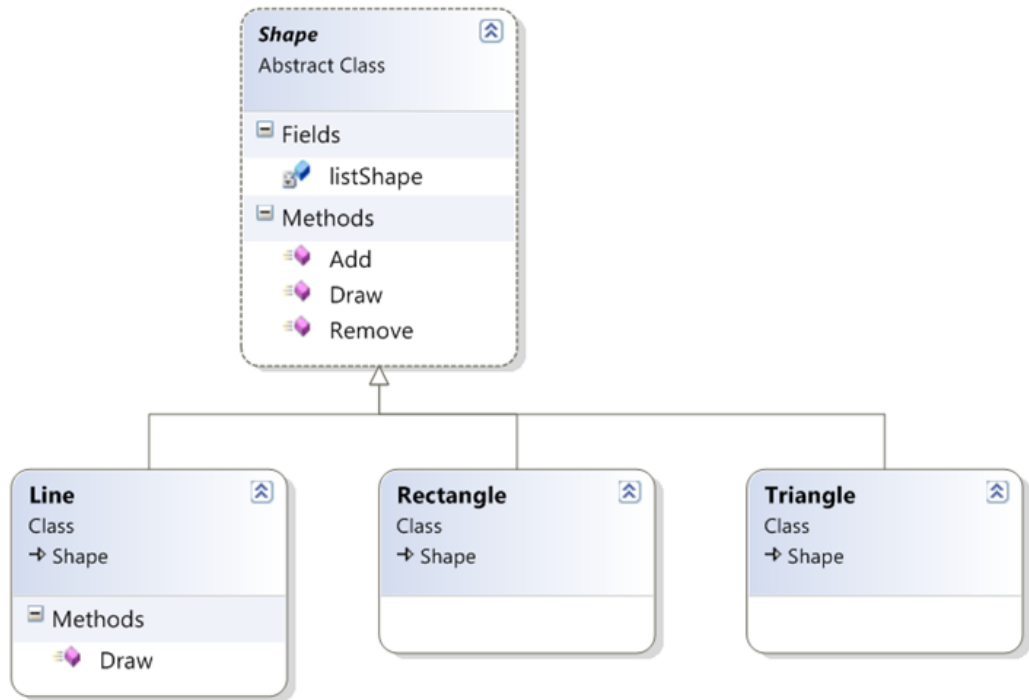 Shape
Abstract Class
Fields
listShape
Methods
Add
Draw
Remove
Line
Class
Shape
Methods
Draw
Rectangle
Class
Shape
Triangle
Class
Shape